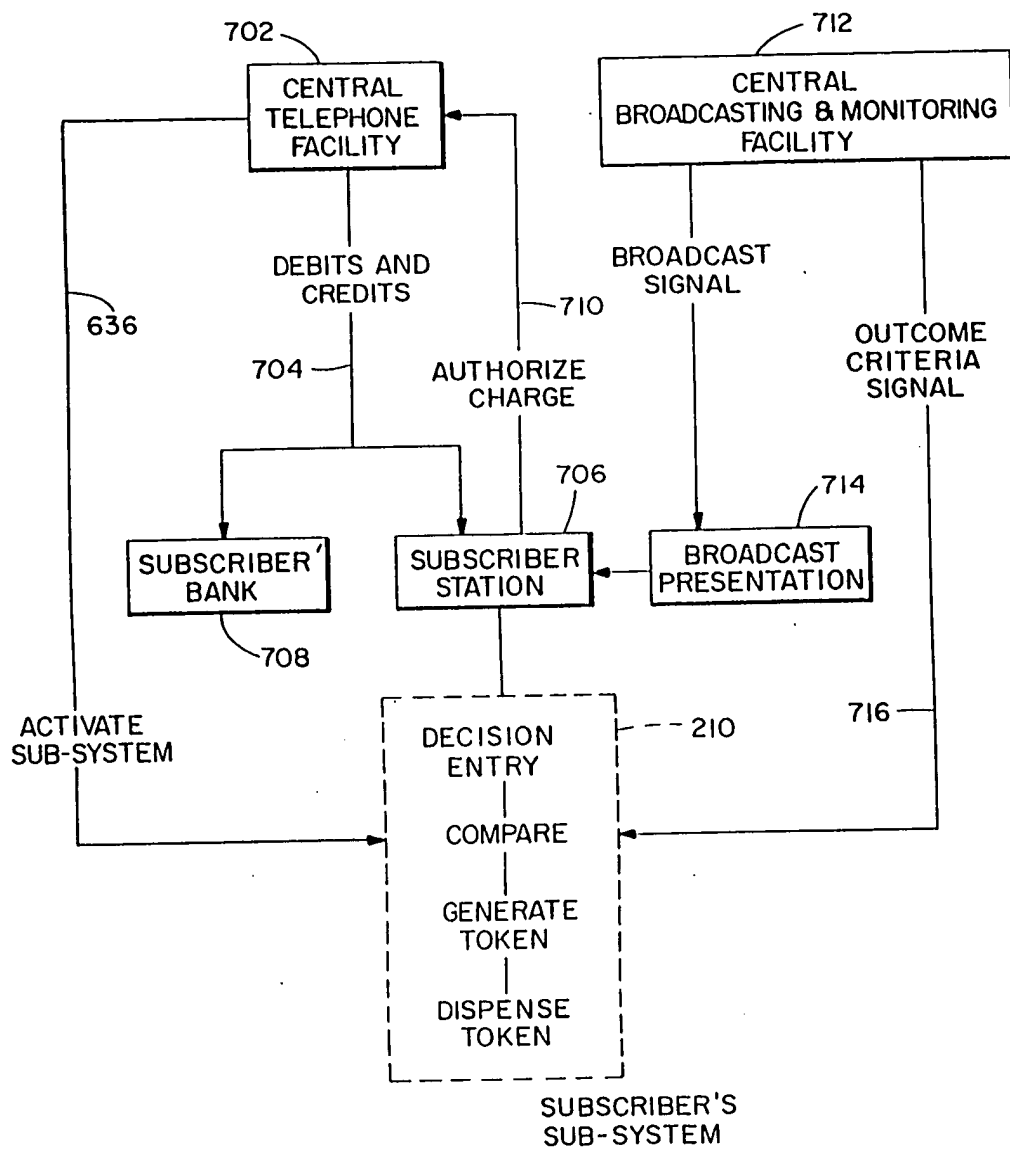 702
712
CENTRAL
TELEPHONE
FACILITY
CENTRAL
BROADCASTING & MONITORING
FACILITY
DEBITS AND
CREDITS
BROADCAST
SIGNAL
636
710
704
AUTHORIZE
CHARGE
OUTCOME
CRITERIA
SIGNAL
706
714
SUBSCRIBER'
BANK
SUBSCRIBER
STATION
BROADCAST
PRESENTATION
708
ACTIVATE
SUB-SYSTEM
716
210
DECISION
ENTRY
COMPARE
GENERATE
TOKEN
DISPENSE
TOKEN
SUBSCRIBER'S
SUB-SYSTEM